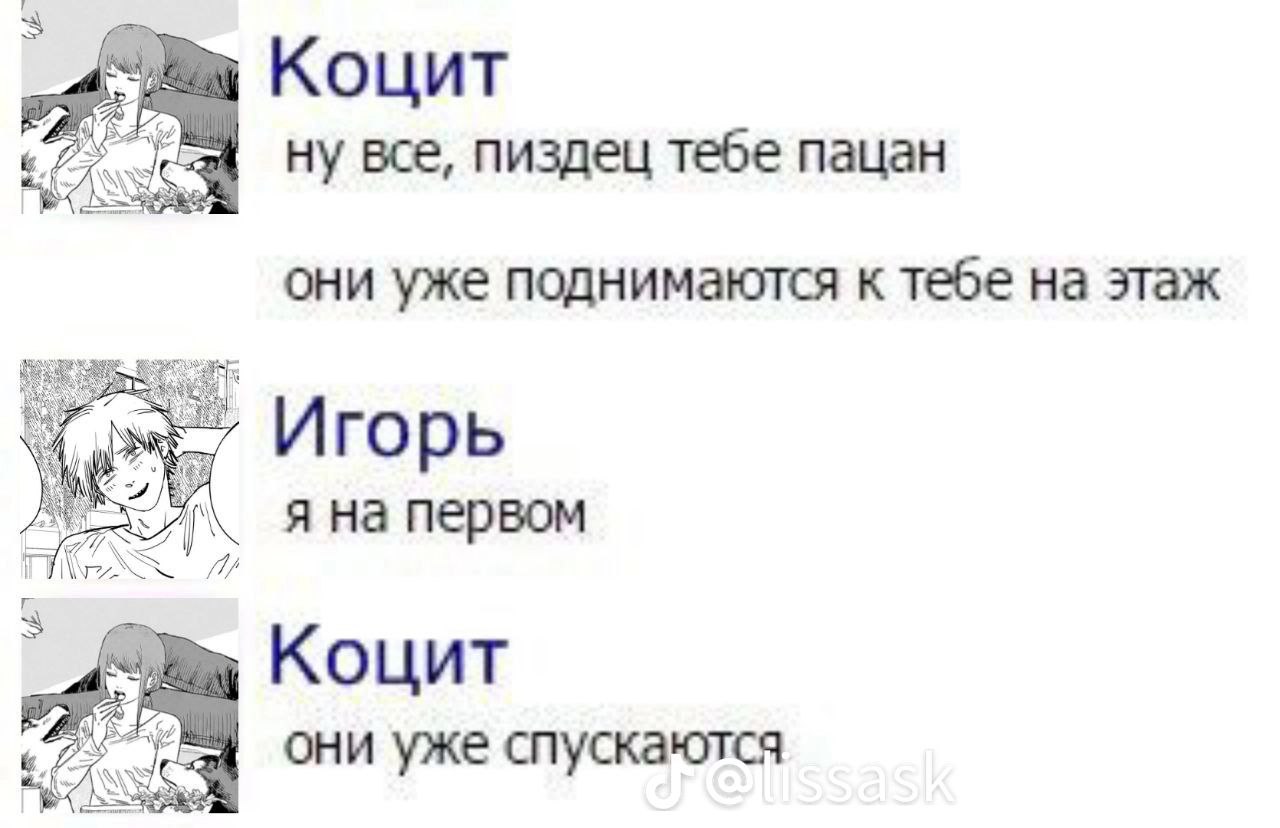 Коцит
ну все, пиздец тебе пацан
они уже поднимаются к тебе на этаж
Игорь
я на первом
Коцит
они уже спускаются
@lissask